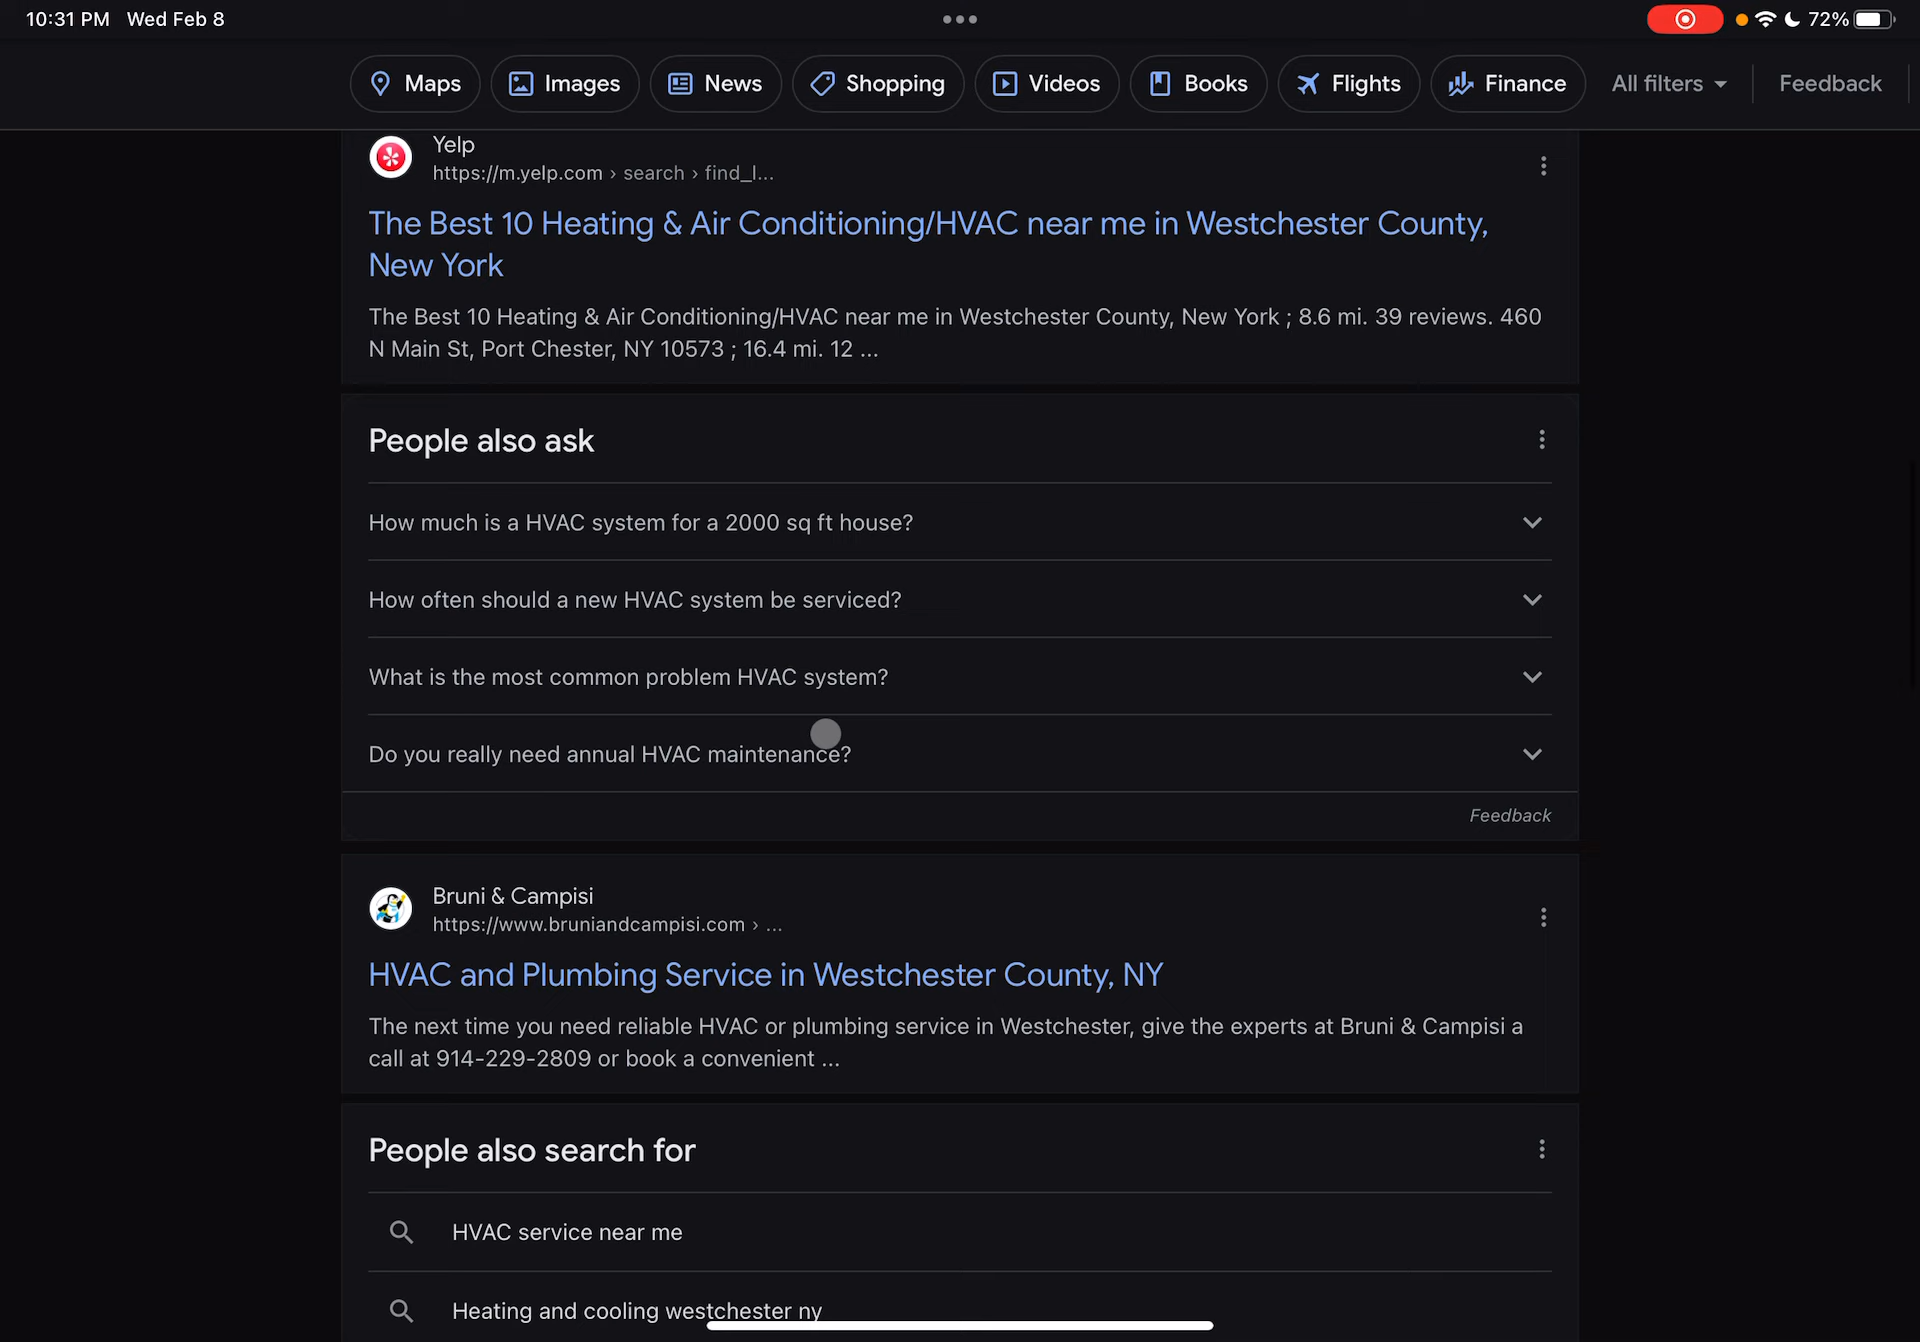 10:31 PM Wed Feb 8
72%
Maps Images News Shopping Videos Books Flights Finance All filters Feedback
Yelp
https://m.yelp.com › search › find_l...
The Best 10 Heating & Air Conditioning/HVAC near me in Westchester County,
New York
The Best 10 Heating & Air Conditioning/HVAC near me in Westchester County, New York ; 8.6 mi. 39 reviews. 460
N Main St, Port Chester, NY 10573 ; 16.4 mi. 12 ...
People also ask
How much is a HVAC system for a 2000 sq ft house?
How often should a new HVAC system be serviced?
What is the most common problem HVAC system?
Do you really need annual HVAC maintenance?
Feedback
Bruni & Campisi
https://www.bruniandcampisi.com › ...
HVAC and Plumbing Service in Westchester County, NY
The next time you need reliable HVAC or plumbing service in Westchester, give the experts at Bruni & Campisi a
call at 914-229-2809 or book a convenient ...
People also search for
HVAC service near me
Heating and cooling westchester ny